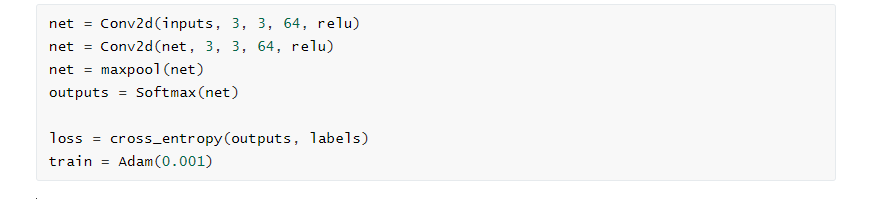 net = Conv2d(inputs, 3, 3, 64, relu)
net = Conv2d(net, 3, 3, 64, relu)
net = maxpool(net)
outputs = Softmax(net)
loss = cross_entropy(outputs, labels)
train = Adam(0.001)